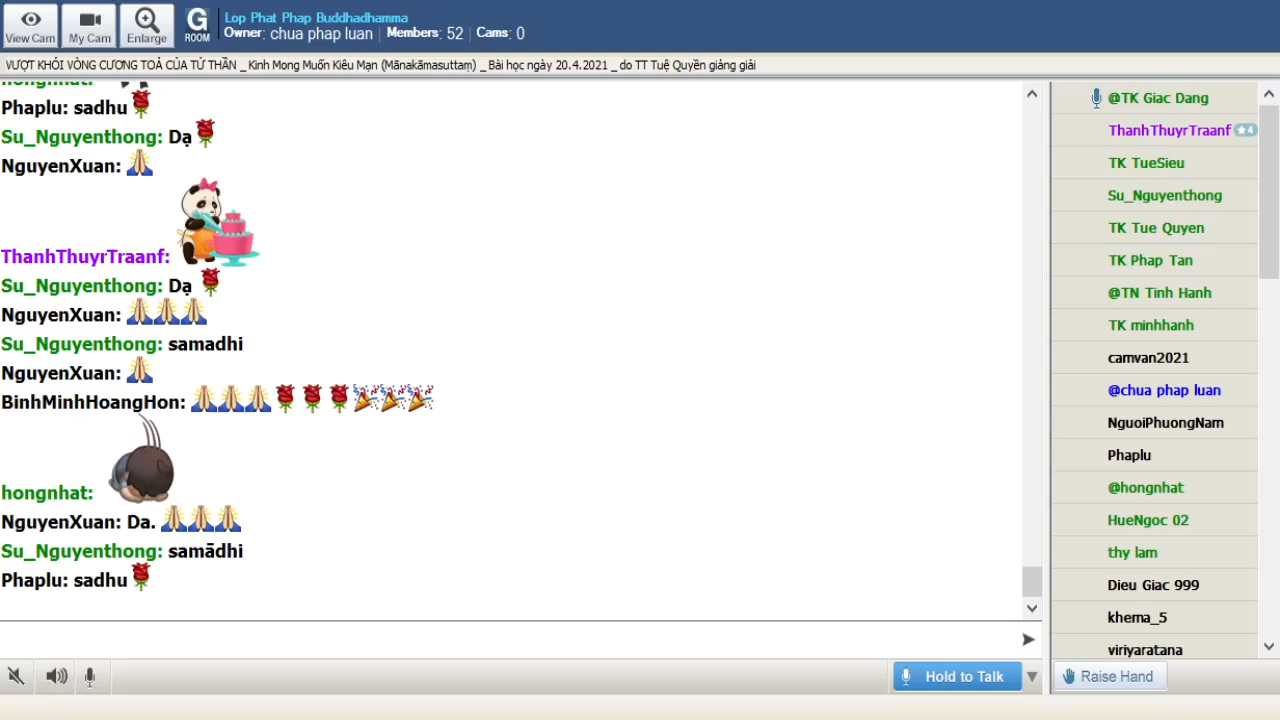 View Cam
My Cam
Enlarge
G
ROOM
Lop Phat Phap Buddhadhamma
Owner: chua phap luan | Members: 52 | Cams: 0
VƯỢT KHỎI VÒNG CƯƠNG TOẢ CỦA TỬ THẦN _ Kinh Mong Muốn Kiêu Mạn (Mānakāmasuttaṃ) _ Bài học ngày 20.4.2021 _ do TT Tuệ Quyền giảng giải
hongnhat:
Phaplu: sadhu
Su_Nguyenthong: Dạ
NguyenXuan:
ThanhThuyrTraanf:
Su_Nguyenthong: Dạ
NguyenXuan:
Su_Nguyenthong: samadhi
NguyenXuan:
BinhMinhHoangHon:
hongnhat:
NguyenXuan: Da.
Su_Nguyenthong: samādhi
Phaplu: sadhu
Hold to Talk
@TK Giac Dang
ThanhThuyrTraanf ★4
TK TueSieu
Su_Nguyenthong
TK Tue Quyen
TK Phap Tan
@TN Tinh Hanh
TK minhhanh
camvan2021
@chua phap luan
NguoiPhuongNam
Phaplu
@hongnhat
HueNgoc 02
thy lam
Dieu Giac 999
khema_5
viriyaratana
Raise Hand